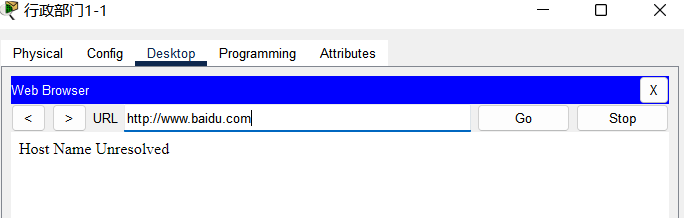 行政部门1-1
Physical Config Desktop Programming Attributes
Web Browser X
< > URL http://www.baidu.com Go Stop
Host Name Unresolved